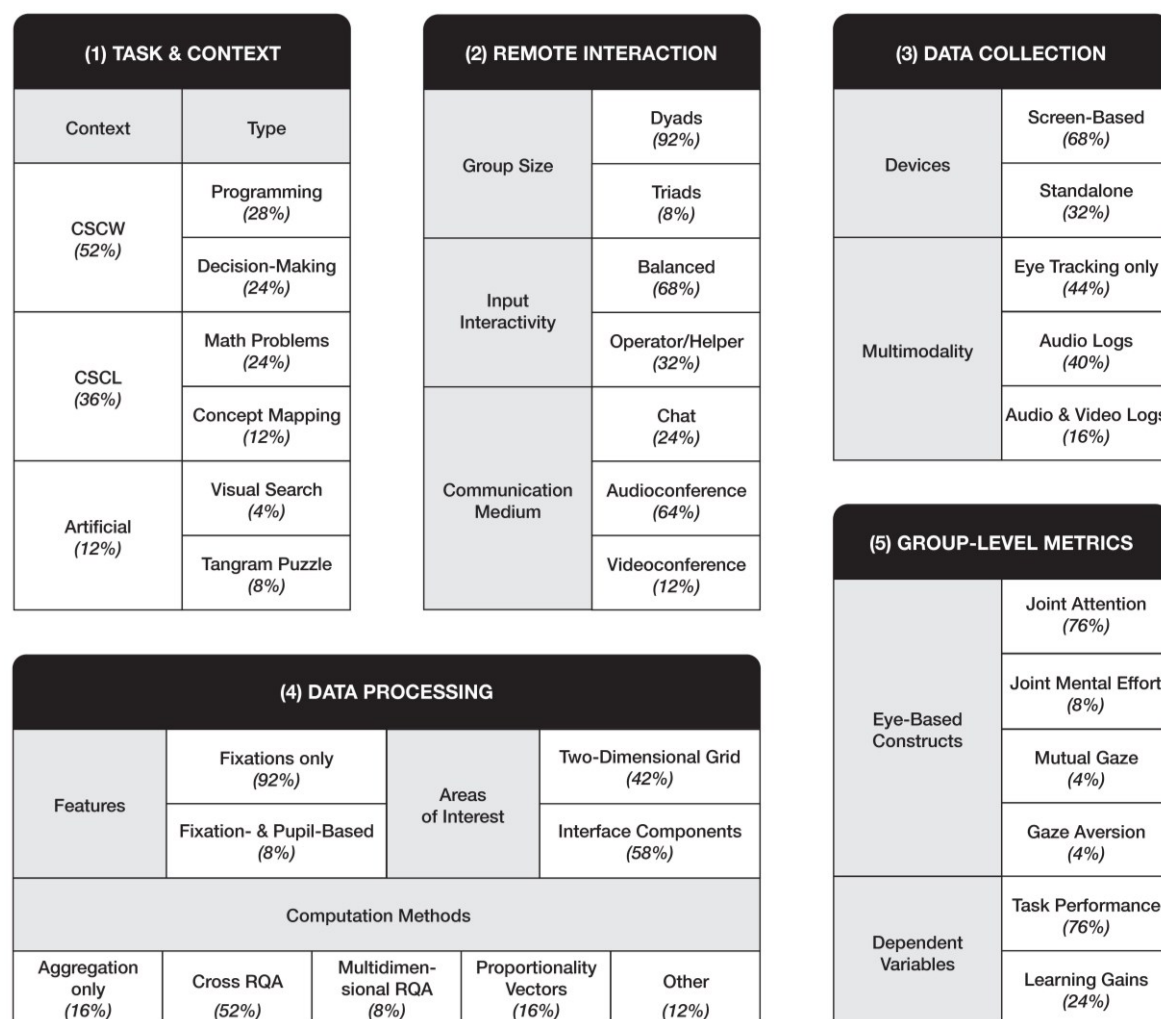 (1) TASK & CONTEXT
Context
Type
CSCW
(52%)
Programming
(28%)
Decision-Making
(24%)
CSCL
(36%)
Math Problems
(24%)
Concept Mapping
(12%)
Artificial
(12%)
Visual Search
(4%)
Tangram Puzzle
(8%)
(2) REMOTE INTERACTION
Group Size
Dyads
(92%)
Triads
(8%)
Input
Interactivity
Balanced
(68%)
Operator/Helper
(32%)
Communication
Medium
Chat
(24%)
Audioconference
(64%)
Videoconference
(12%)
(3) DATA COLLECTION
Devices
Screen-Based
(68%)
Standalone
(32%)
Multimodality
Eye Tracking only
(44%)
Audio Logs
(40%)
Audio & Video Logs
(16%)
(4) DATA PROCESSING
Features
Fixations only
(92%)
Fixation- & Pupil-Based
(8%)
Areas
of Interest
Two-Dimensional Grid
(42%)
Interface Components
(58%)
Computation Methods
Aggregation
only
(16%)
Cross RQA
(52%)
Multidimen-
sional RQA
(8%)
Proportionality
Vectors
(16%)
Other
(12%)
(5) GROUP-LEVEL METRICS
Eye-Based
Constructs
Joint Attention
(76%)
Joint Mental Effort
(8%)
Mutual Gaze
(4%)
Gaze Aversion
(4%)
Dependent
Variables
Task Performance
(76%)
Learning Gains
(24%)